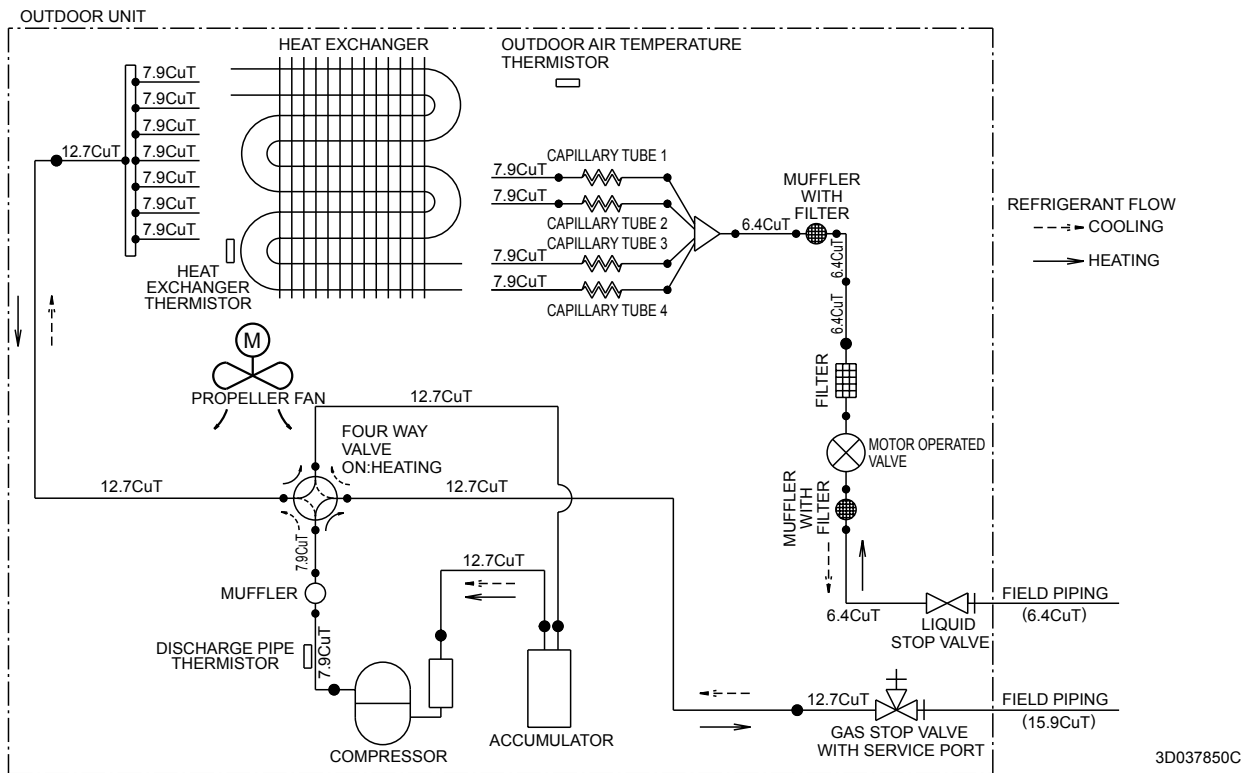 OUTDOOR UNIT
HEAT EXCHANGER
OUTDOOR AIR TEMPERATURE
THERMISTOR
7.9CuT
7.9CuT
7.9CuT
7.9CuT
7.9CuT
7.9CuT
7.9CuT
12.7CuT
HEAT
EXCHANGER
THERMISTOR
CAPILLARY TUBE 1
7.9CuT
7.9CuT
CAPILLARY TUBE 2
CAPILLARY TUBE 3
7.9CuT
7.9CuT
CAPILLARY TUBE 4
MUFFLER
WITH
FILTER
6.4CuT
6.4CuT
6.4CuT
REFRIGERANT FLOW
COOLING
HEATING
FILTER
MOTOR OPERATED
VALVE
MUFFLER
WITH
FILTER
M
PROPELLER FAN
12.7CuT
FOUR WAY
VALVE
ON:HEATING
12.7CuT
12.7CuT
7.9CuT
MUFFLER
12.7CuT
DISCHARGE PIPE
THERMISTOR
7.9CuT
COMPRESSOR
ACCUMULATOR
6.4CuT
LIQUID
STOP VALVE
FIELD PIPING
(6.4CuT)
12.7CuT
GAS STOP VALVE
WITH SERVICE PORT
FIELD PIPING
(15.9CuT)
3D037850C